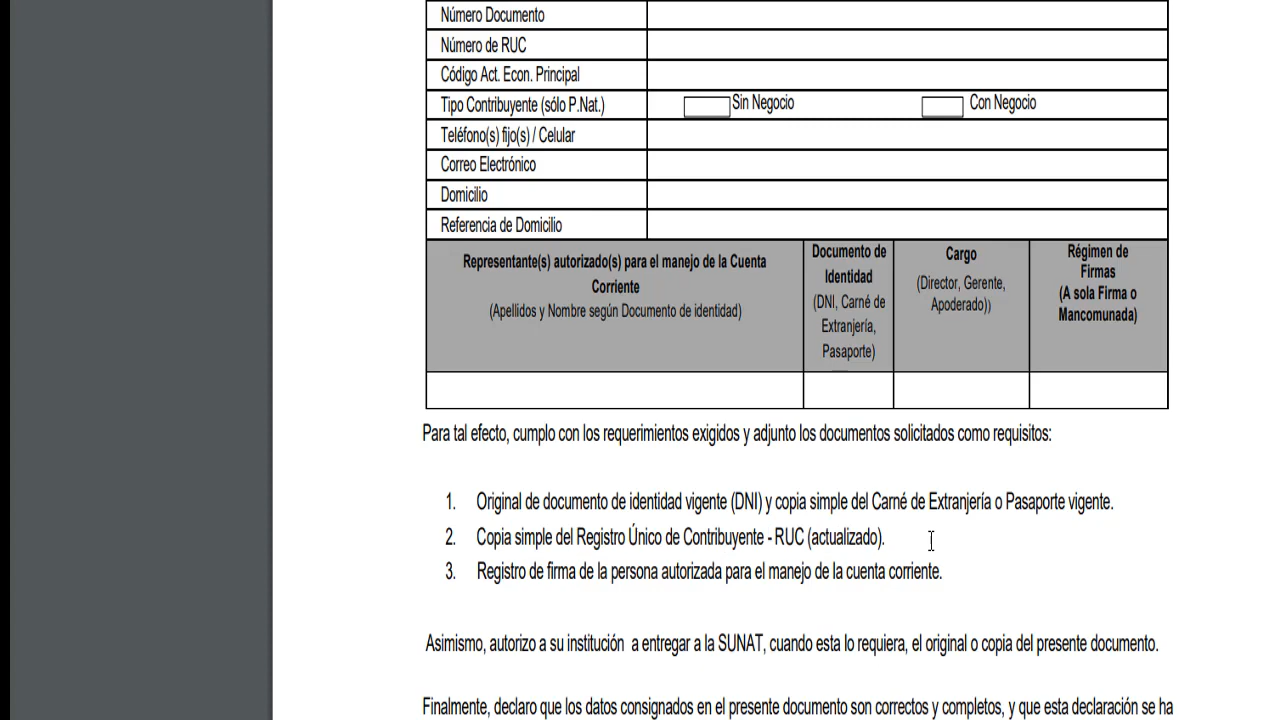 Número Documento
Número de RUC
Código Act. Econ. Principal
Tipo Contribuyente (sólo P.Nat.) Sin Negocio Con Negocio
Teléfono(s) fijo(s) / Celular
Correo Electrónico
Domicilio
Referencia de Domicilio
Representante(s) autorizado(s) para el manejo de la Cuenta
Corriente
(Apellidos y Nombre según Documento de identidad)
Documento de
Identidad
(DNI, Carné de
Extranjería,
Pasaporte)
Cargo
(Director, Gerente,
Apoderado))
Régimen de
Firmas
(A sola Firma o
Mancomunada)
Para tal efecto, cumplo con los requerimientos exigidos y adjunto los documentos solicitados como requisitos:
1. Original de documento de identidad vigente (DNI) y copia simple del Carné de Extranjería o Pasaporte vigente.
2. Copia simple del Registro Único de Contribuyente - RUC (actualizado).
3. Registro de firma de la persona autorizada para el manejo de la cuenta corriente.
Asimismo, autorizo a su institución a entregar a la SUNAT, cuando esta lo requiera, el original o copia del presente documento.
Finalmente, declaro que los datos consignados en el presente documento son correctos y completos, y que esta declaración se ha